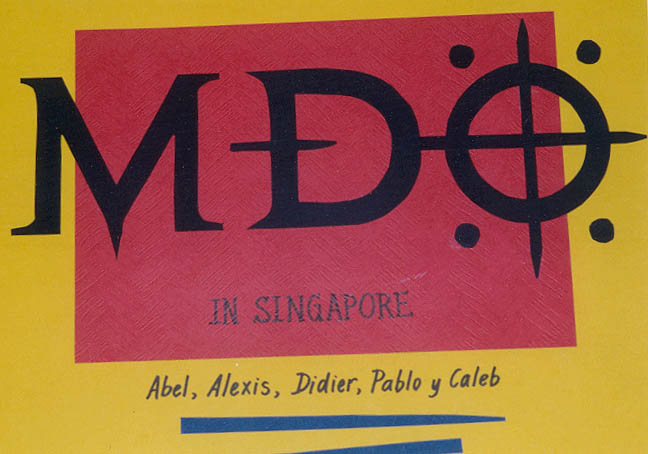 MDO
IN SINGAPORE
Abel, Alexis, Didier, Pablo y Caleb